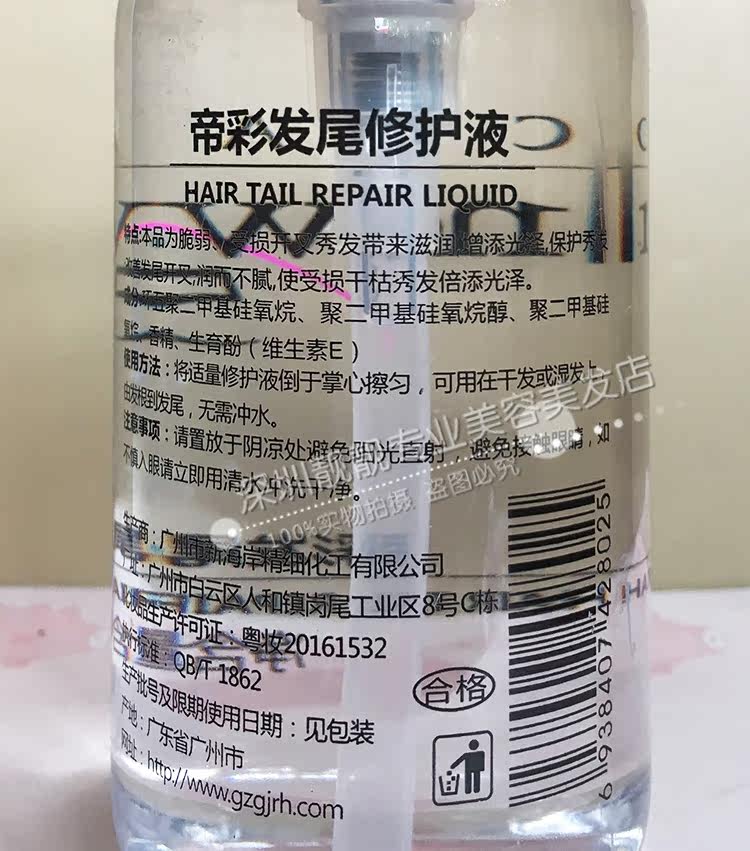 帝彩发尾修护液
HAIR TAIL REPAIR LIQUID
特点:本品为脆弱、受损开叉秀发带来滋润,增添光泽,保护秀发
改善发尾开叉,润而不腻,使受损干枯秀发倍添光泽。
成分:环五聚二甲基硅氧烷、聚二甲基硅氧烷醇、聚二甲基硅
氧烷、香精、生育酚（维生素E）
使用方法：将适量修护液倒于掌心擦匀，可用在干发或湿发上
由发根到发尾，无需冲水。
注意事项：请置放于阴凉处避免阳光直射，避免接触眼睛，如
不慎入眼请立即用清水冲洗干净。
深圳靓靓专业美容美发店
100%实物拍摄 盗图必究
生产商：广州市新海岸精细化工有限公司
厂址：广州市白云区人和镇岗尾工业区8号C栋
化妆品生产许可证：粤妆20161532
执行标准：QB/T 1862
生产批号及限期使用日期：见包装
产地：广东省广州市
网址：http://www.gzgjrh.com
合格
6 938407 428025